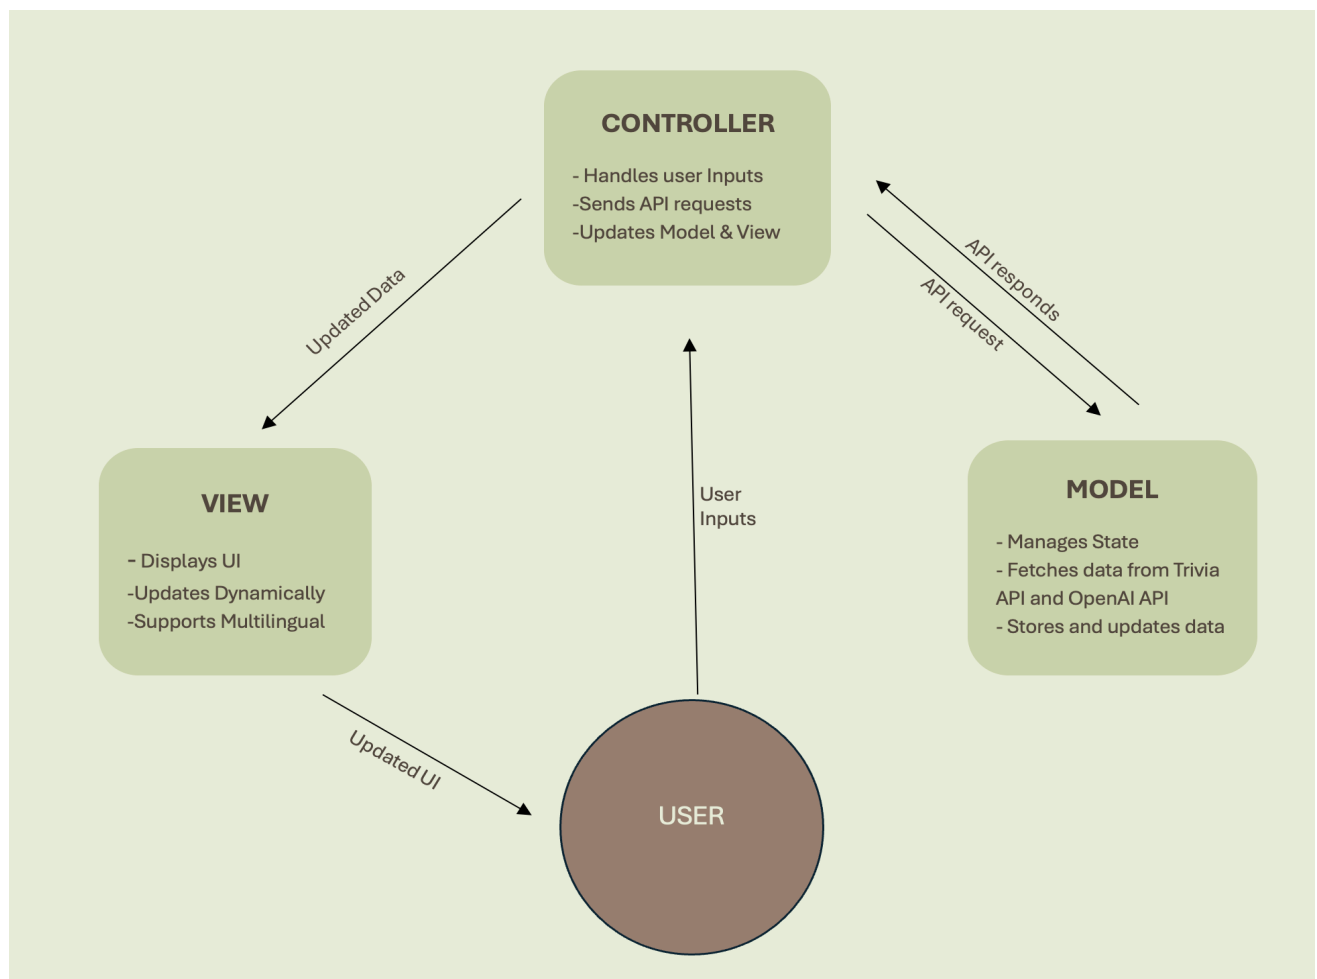 CONTROLLER
- Handles user Inputs
-Sends API requests
-Updates Model & View
Updated Data
API responds
API request
User
Inputs
VIEW
- Displays UI
-Updates Dynamically
-Supports Multilingual
MODEL
- Manages State
- Fetches data from Trivia
API and OpenAI API
- Stores and updates data
Updated UI
USER